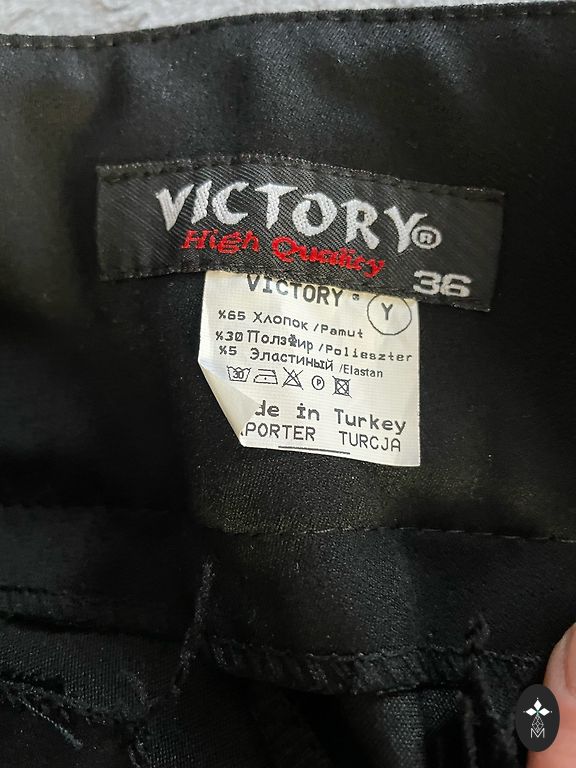 VICTORY®
High Quality
36
VICTORY ® Y
%65 Хлопок /Pamut
%30 Полэфир /Polieszter
%5 Эластиный /Elastan
30 P
de in Turkey
PORTER TURCJA
M